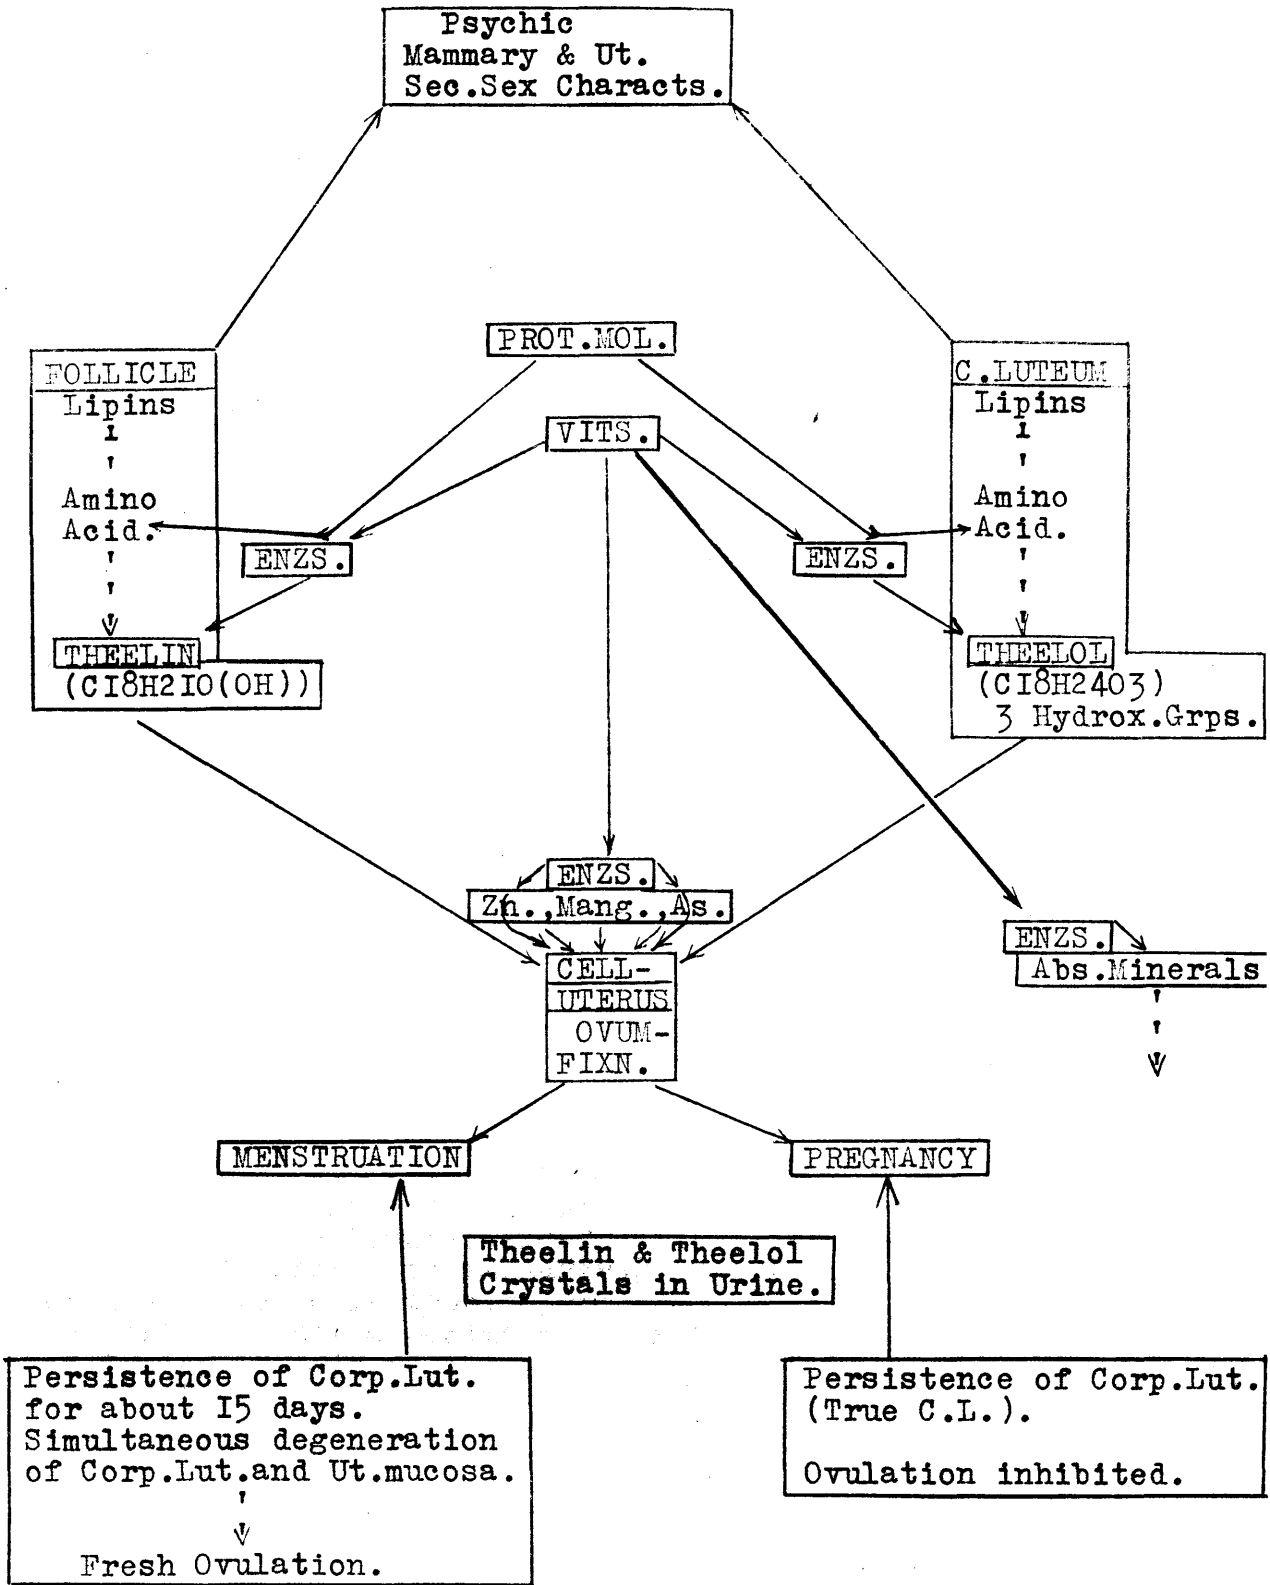 Psychic
Mammary & Ut.
Sec.Sex Characts.
PROT.MOL.
FOLLICLE
Lipins
Amino
Acid.
THEELIN
(CI8H2IO(OH))
VITS.
ENZS.
ENZS.
C.LUTEUM
Lipins
Amino
Acid.
THEELOL
(CI8H24O3)
3 Hydrox.Grps.
ENZS.
Zn.,Mang.,As.
CELL-
UTERUS
OVUM-
FIXN.
ENZS.
Abs.Minerals
MENSTRUATION
PREGNANCY
Theelin & Theelol
Crystals in Urine.
Persistence of Corp.Lut.
for about I5 days.
Simultaneous degeneration
of Corp.Lut.and Ut.mucosa.
Fresh Ovulation.
Persistence of Corp.Lut.
(True C.L.).
Ovulation inhibited.